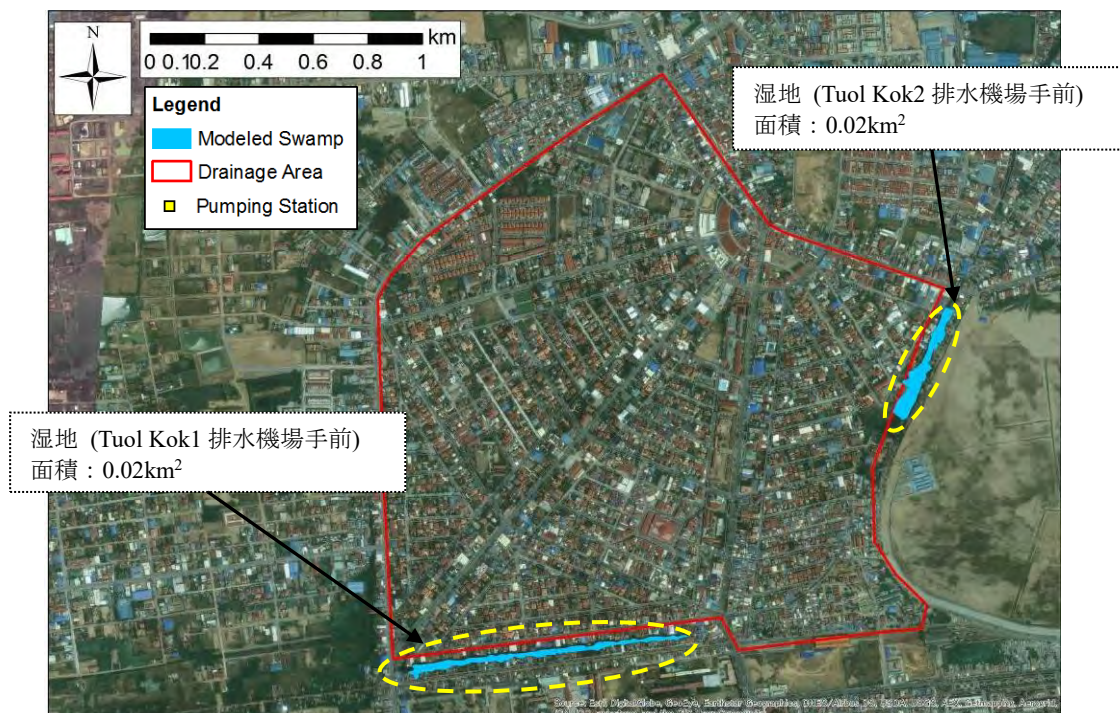 N
km
0 0.10.2 0.4 0.6 0.8 1
Legend
Modeled Swamp
Drainage Area
Pumping Station
湿地 (Tuol Kok2 排水機場手前)
面積：0.02km²
湿地 (Tuol Kok1 排水機場手前)
面積：0.02km²